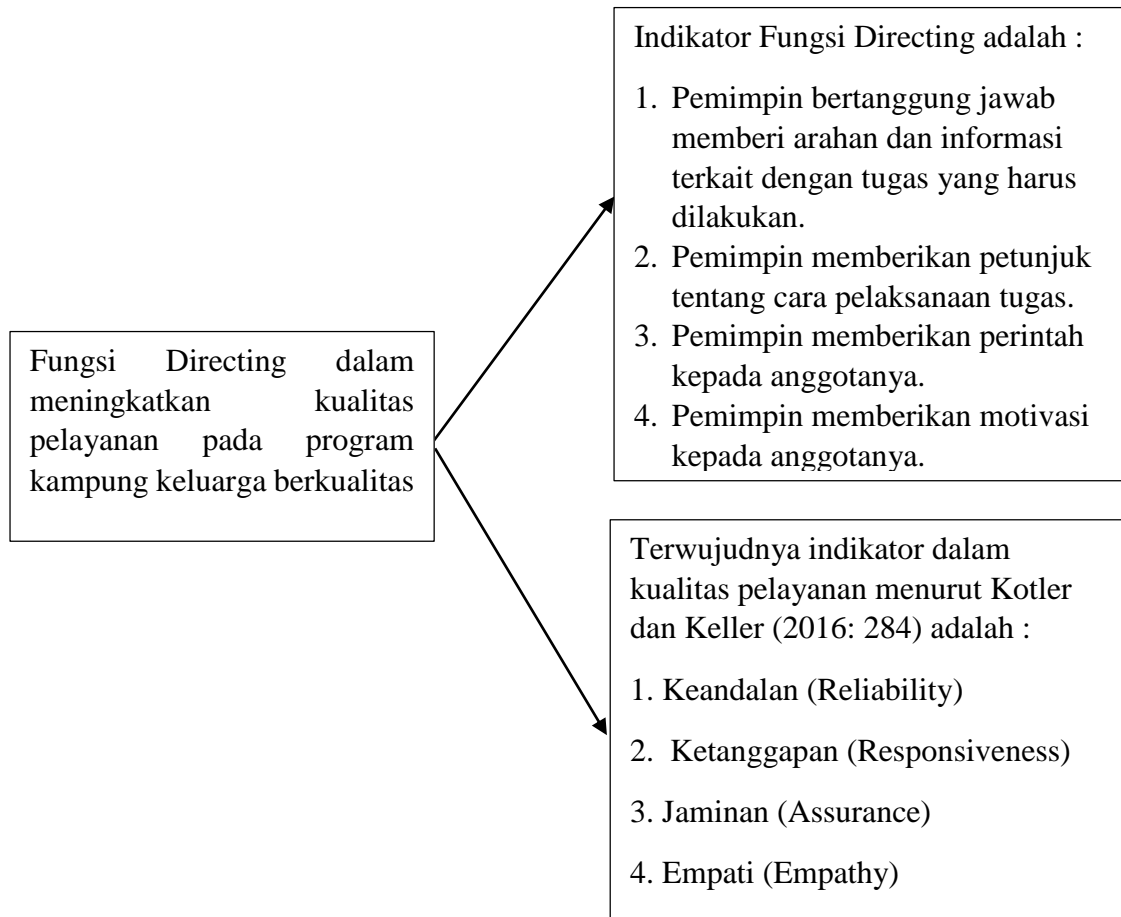 Fungsi Directing dalam
meningkatkan kualitas
pelayanan pada program
kampung keluarga berkualitas
Indikator Fungsi Directing adalah :
1. Pemimpin bertanggung jawab
memberi arahan dan informasi
terkait dengan tugas yang harus
dilakukan.
2. Pemimpin memberikan petunjuk
tentang cara pelaksanaan tugas.
3. Pemimpin memberikan perintah
kepada anggotanya.
4. Pemimpin memberikan motivasi
kepada anggotanya.
Terwujudnya indikator dalam
kualitas pelayanan menurut Kotler
dan Keller (2016: 284) adalah :
1. Keandalan (Reliability)
2. Ketanggapan (Responsiveness)
3. Jaminan (Assurance)
4. Empati (Empathy)